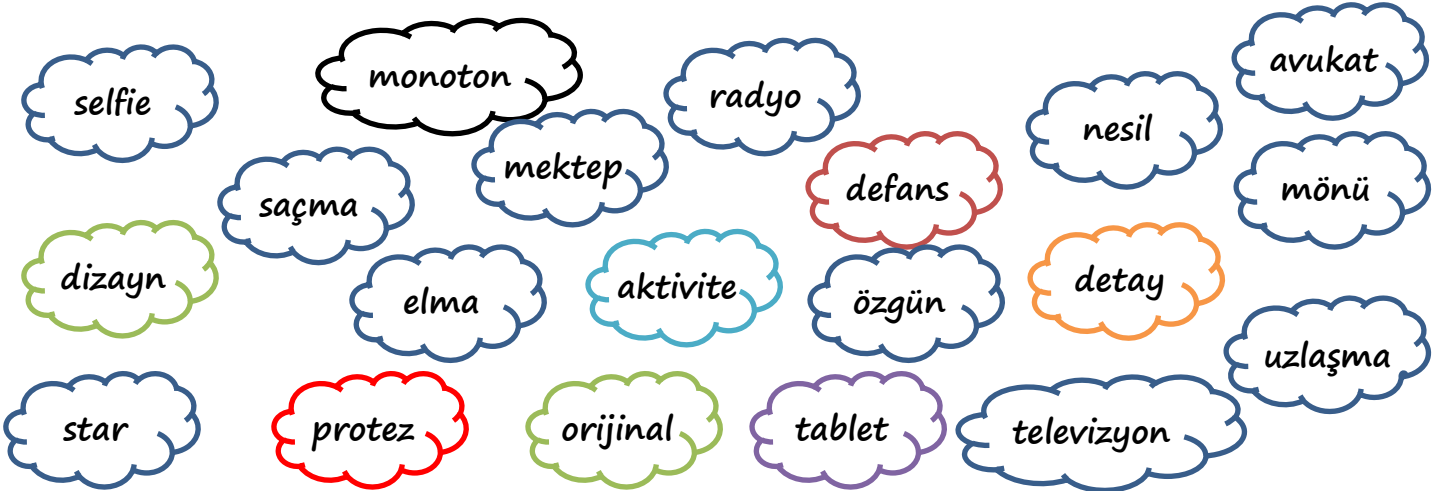 selfie
monoton
radyo
avukat
nesil
mektep
saçma
defans
mönü
dizayn
elma
aktivite
özgün
detay
uzlaşma
star
protez
orijinal
tablet
televizyon